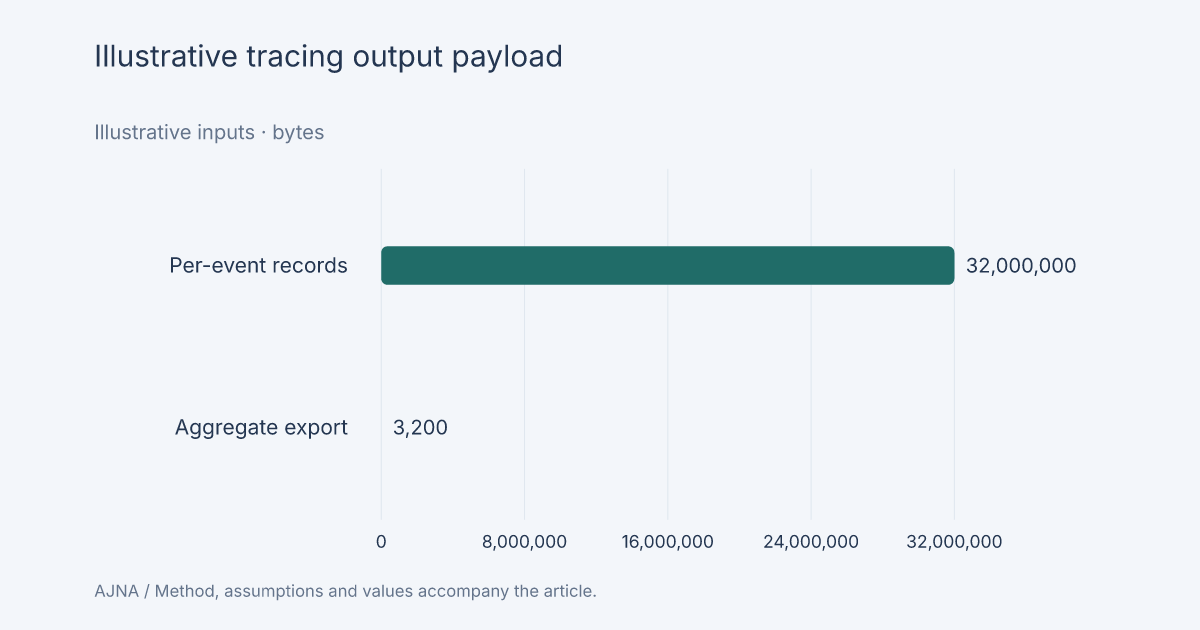 Illustrative tracing output payload
Illustrative inputs · bytes
Per-event records 32,000,000
Aggregate export 3,200
0 8,000,000 16,000,000 24,000,000 32,000,000
AJNA / Method, assumptions and values accompany the article.